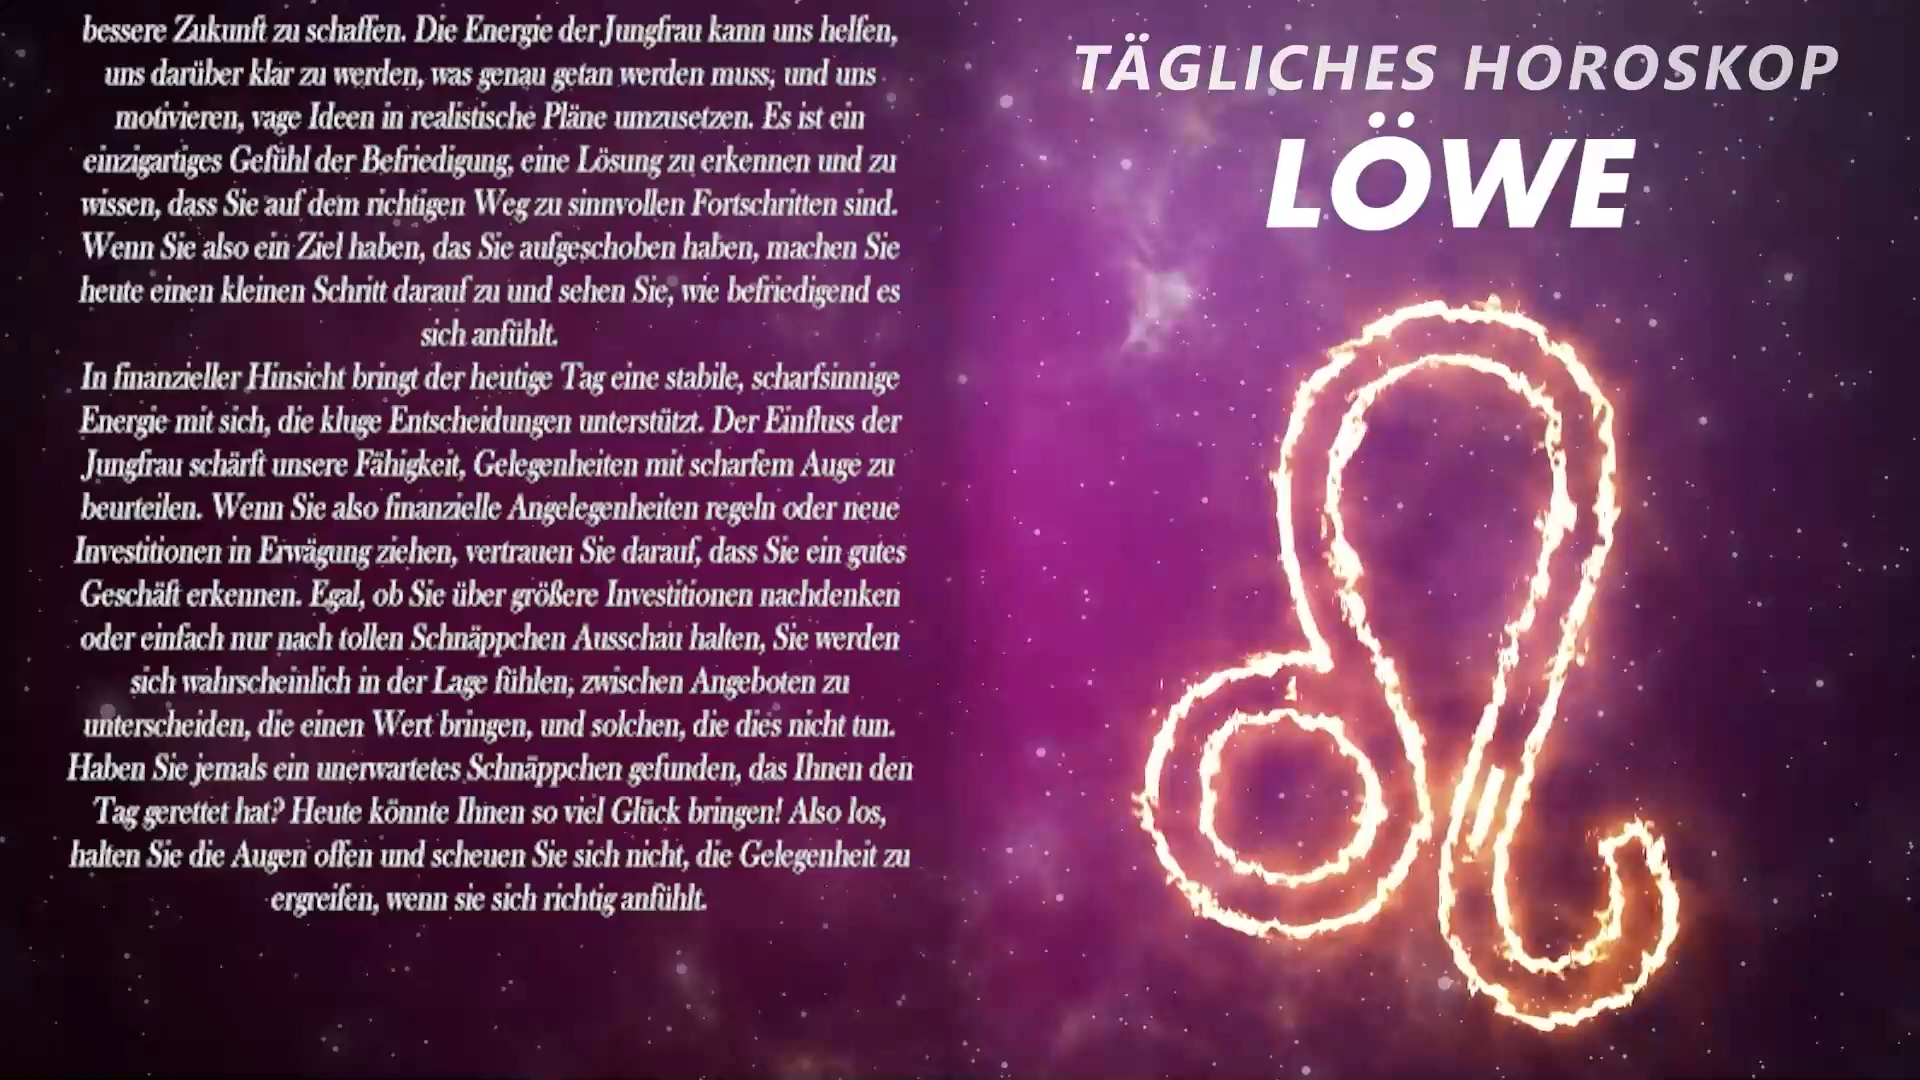 bessere Zukunft zu schaffen. Die Energie der Jungfrau kann uns helfen,
uns darüber klar zu werden, was genau getan werden muss, und uns
motivieren, vage Ideen in realistische Pläne umzusetzen. Es ist ein
einzigartiges Gefühl der Befriedigung, eine Lösung zu erkennen und zu
wissen, dass Sie auf dem richtigen Weg zu sinnvollen Fortschritten sind.
Wenn Sie also ein Ziel haben, das Sie aufgeschoben haben, machen Sie
heute einen kleinen Schritt darauf zu und sehen Sie, wie befriedigend es
sich anfühlt.
In finanzieller Hinsicht bringt der heutige Tag eine stabile, scharfsinnige
Energie mit sich, die kluge Entscheidungen unterstützt. Der Einfluss der
Jungfrau schärft unsere Fähigkeit, Gelegenheiten mit scharfem Auge zu
beurteilen. Wenn Sie also finanzielle Angelegenheiten regeln oder neue
Investitionen in Erwägung ziehen, vertrauen Sie darauf, dass Sie ein gutes
Geschäft erkennen. Egal, ob Sie über größere Investitionen nachdenken
oder einfach nur nach tollen Schnäppchen Ausschau halten, Sie werden
sich wahrscheinlich in der Lage fühlen, zwischen Angeboten zu
unterscheiden, die einen Wert bringen, und solchen, die dies nicht tun.
Haben Sie jemals ein unerwartetes Schnäppchen gefunden, das Ihnen den
Tag gerettet hat? Heute könnte Ihnen so viel Glück bringen! Also los,
halten Sie die Augen offen und scheuen Sie sich nicht, die Gelegenheit zu
ergreifen, wenn sie sich richtig anfühlt.
TÄGLICHES HOROSKOP
LÖWE